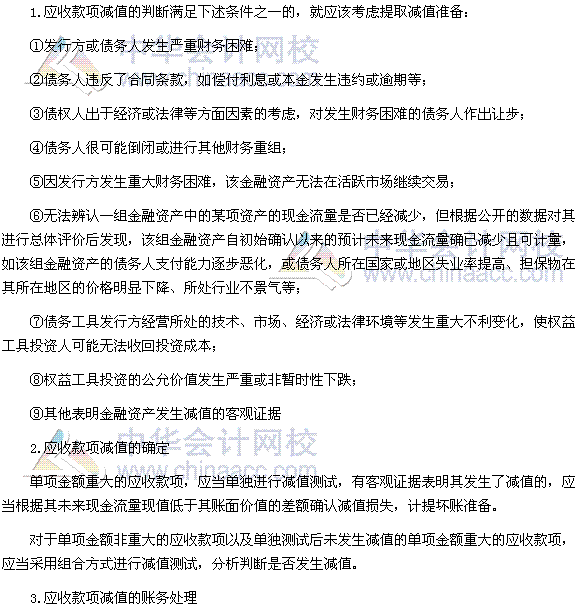 1.应收款项减值的判断满足下述条件之一的，就应该考虑提取减值准备：
①发行方或债务人发生严重财务困难；
②债务人违反了合同条款，如偿付利息或本金发生违约或逾期等；
③债权人出于经济或法律等方面因素的考虑，对发生财务困难的债务人作出让步；
④债务人很可能倒闭或进行其他财务重组；
⑤因发行方发生重大财务困难，该金融资产无法在活跃市场继续交易；
⑥无法辨认一组金融资产中的某项资产的现金流量是否已经减少，但根据公开的数据对其
进行总体评价后发现，该组金融资产自初始确认以来的预计未来现金流量确已减少且可计量，
如该组金融资产的债务人支付能力逐步恶化，或债务人所在国家或地区失业率提高、担保物在
其所在地区的价格明显下降、所处行业不景气等；
⑦债务工具发行方经营所处的技术、市场、经济或法律环境等发生重大不利变化，使权益
工具投资人可能无法收回投资成本；
⑧权益工具投资的公允价值发生严重或非暂时性下跌；
⑨其他表明金融资产发生减值的客观证据
2.应收款项减值的确定
单项金额重大的应收款项，应当单独进行减值测试，有客观证据表明其发生了减值的，应
当根据其未来现金流量现值低于其账面价值的差额确认减值损失，计提坏账准备。
对于单项金额非重大的应收款项以及单独测试后未发生减值的单项金额重大的应收款项，
应当采用组合方式进行减值测试，分析判断是否发生减值。
3.应收款项减值的账务处理
中华会计网校
www.chinaacc.com
中华会计网校
www.chinaacc.com
中华会计网校
www.chinaacc.com